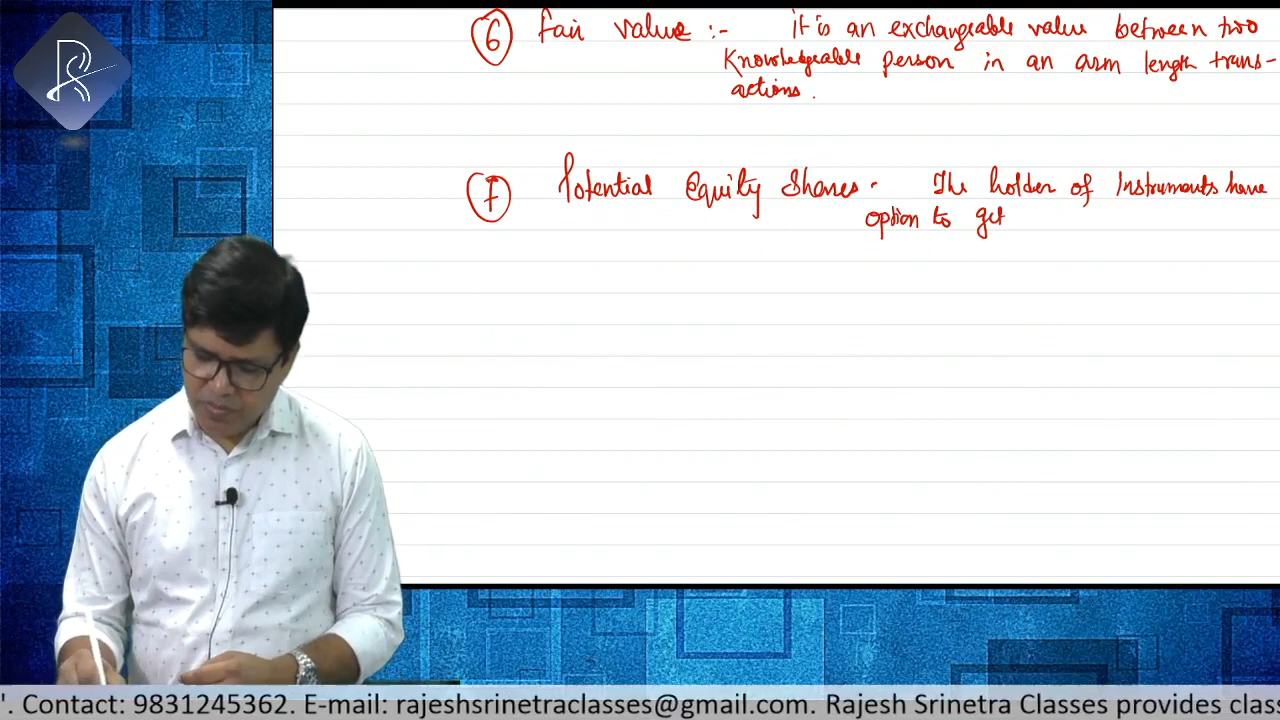 6 Fair Value :- it is an exchangeable value between two
Knowledgeable person in an arm length trans-
actions.
7 Potential Equity Shares. The holder of Instruments have
option to get
'. Contact: 9831245362. E-mail: rajeshsrinetraclasses@gmail.com. Rajesh Srinetra Classes provides clas